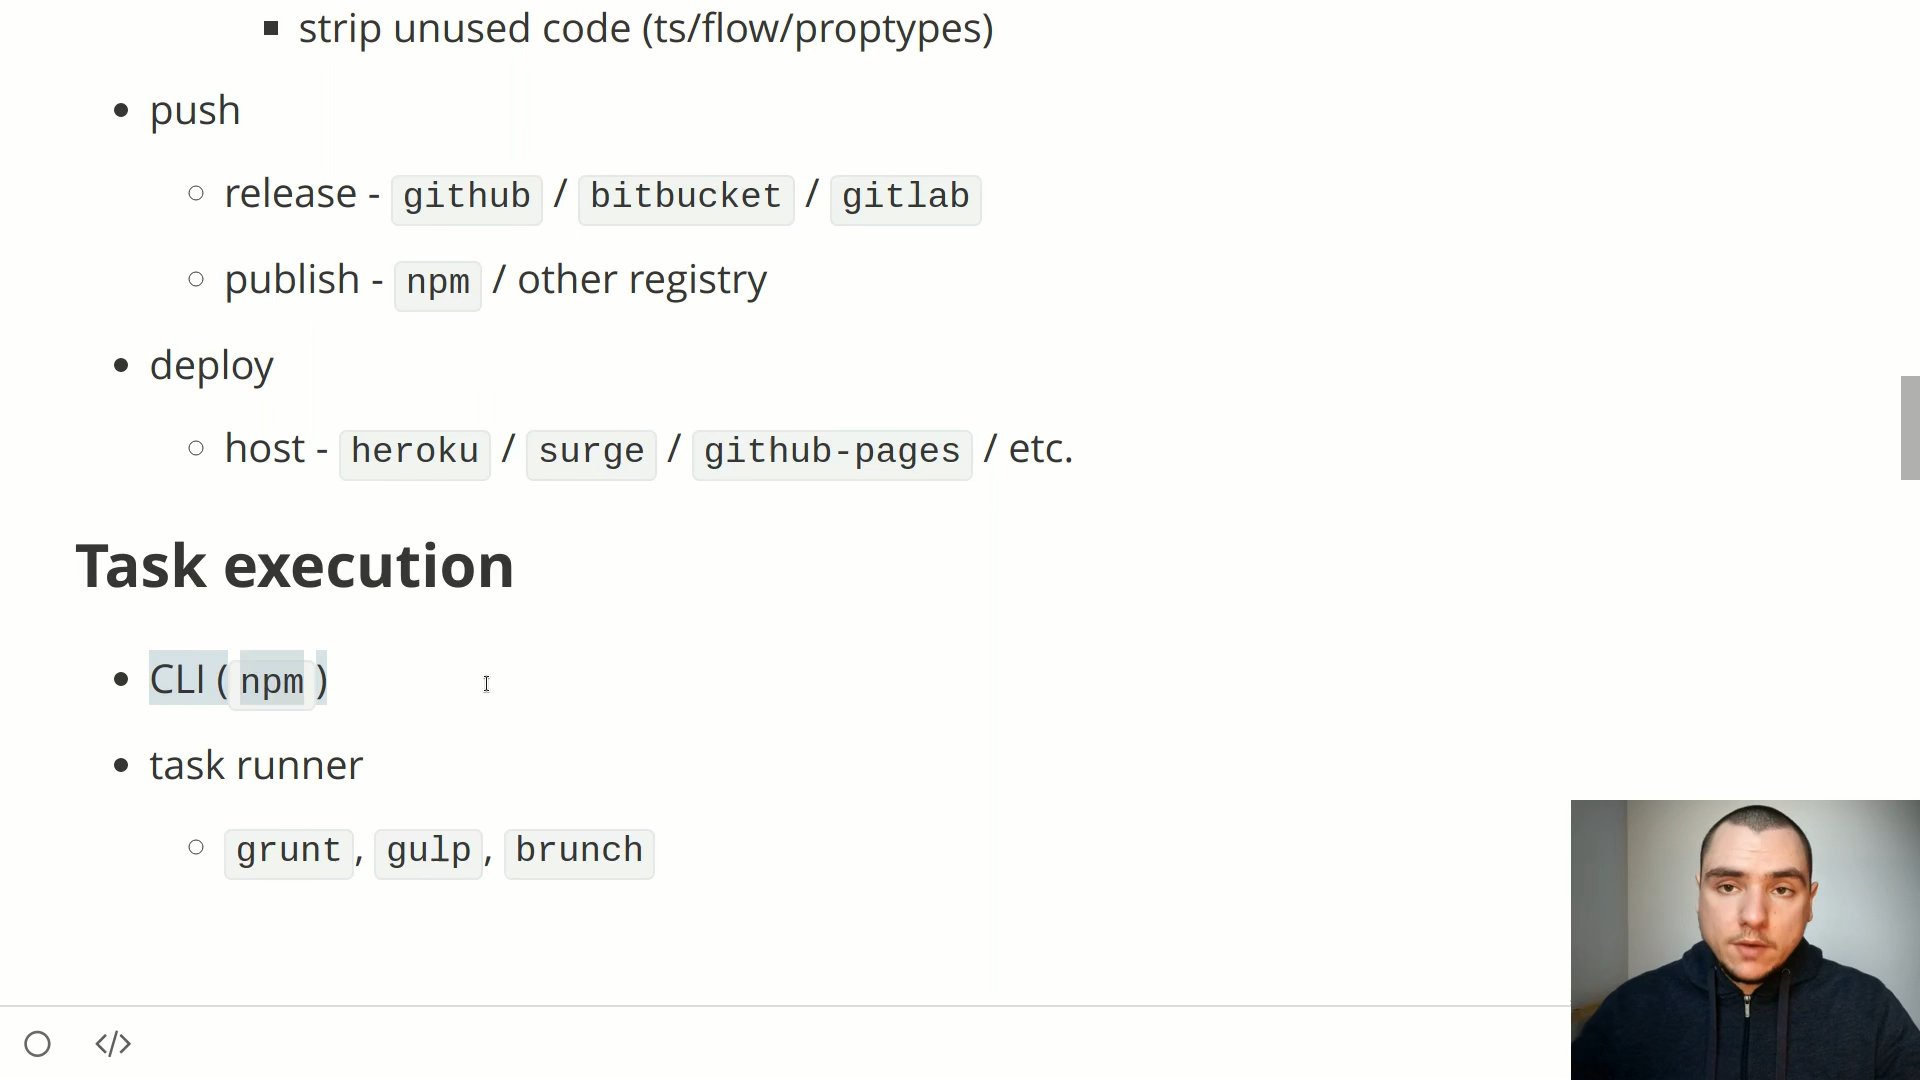 strip unused code (ts/flow/proptypes)
push
release - github / bitbucket / gitlab
publish - npm / other registry
deploy
host - heroku / surge / github-pages / etc.
Task execution
CLI ( npm )
task runner
grunt, gulp, brunch